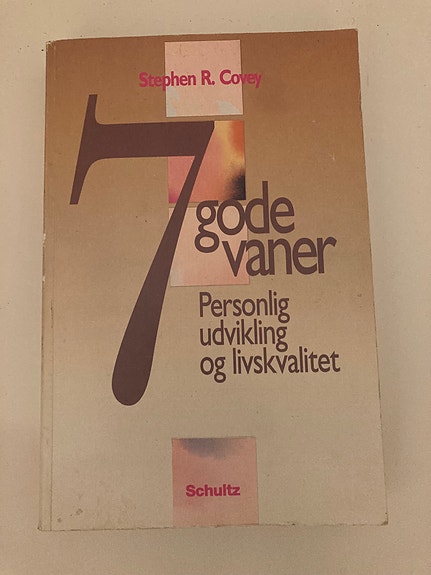 Stephen R. Covey
7
gode
vaner
Personlig
udvikling
og livskvalitet
Schultz